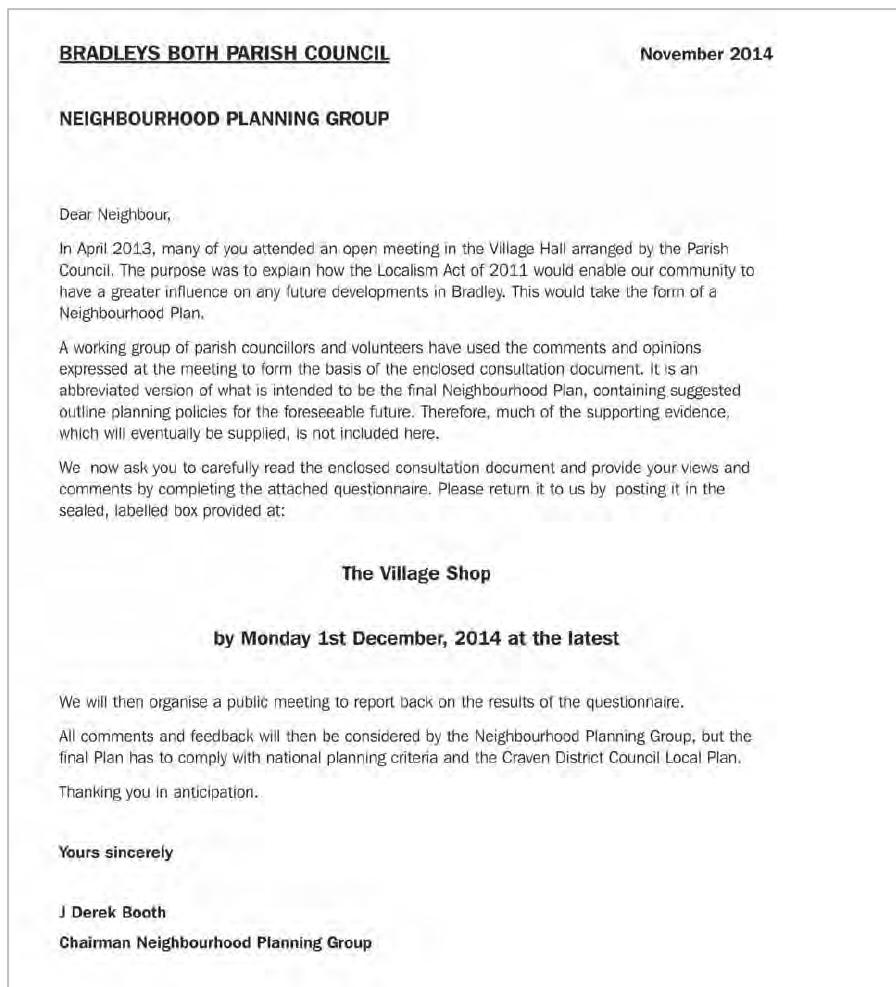 BRADLEYS BOTH PARISH COUNCIL November 2014
NEIGHBOURHOOD PLANNING GROUP
Dear Neighbour,
In April 2013, many of you attended an open meeting in the Village Hall arranged by the Parish
Council. The purpose was to explain how the Localism Act of 2011 would enable our community to
have a greater influence on any future developments in Bradley. This would take the form of a
Neighbourhood Plan.
A working group of parish councillors and volunteers have used the comments and opinions
expressed at the meeting to form the basis of the enclosed consultation document. It is an
abbreviated version of what is intended to be the final Neighbourhood Plan, containing suggested
outline planning policies for the foreseeable future. Therefore, much of the supporting evidence,
which will eventually be supplied, is not included here.
We now ask you to carefully read the enclosed consultation document and provide your views and
comments by completing the attached questionnaire. Please return it to us by posting it in the
sealed, labelled box provided at:
The Village Shop
by Monday 1st December, 2014 at the latest
We will then organise a public meeting to report back on the results of the questionnaire.
All comments and feedback will then be considered by the Neighbourhood Planning Group, but the
final Plan has to comply with national planning criteria and the Craven District Council Local Plan.
Thanking you in anticipation.
Yours sincerely
J Derek Booth
Chairman Neighbourhood Planning Group